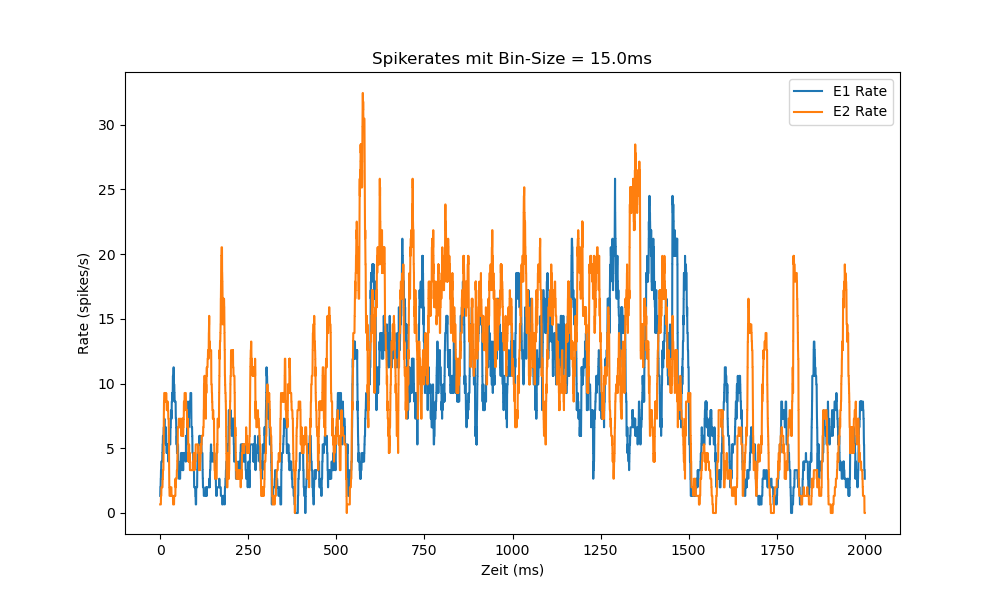 Spikerates mit Bin-Size = 15.0ms
E1 Rate
E2 Rate
Rate (spikes/s)
30
25
20
15
10
5
0
0 250 500 750 1000 1250 1500 1750 2000
Zeit (ms)